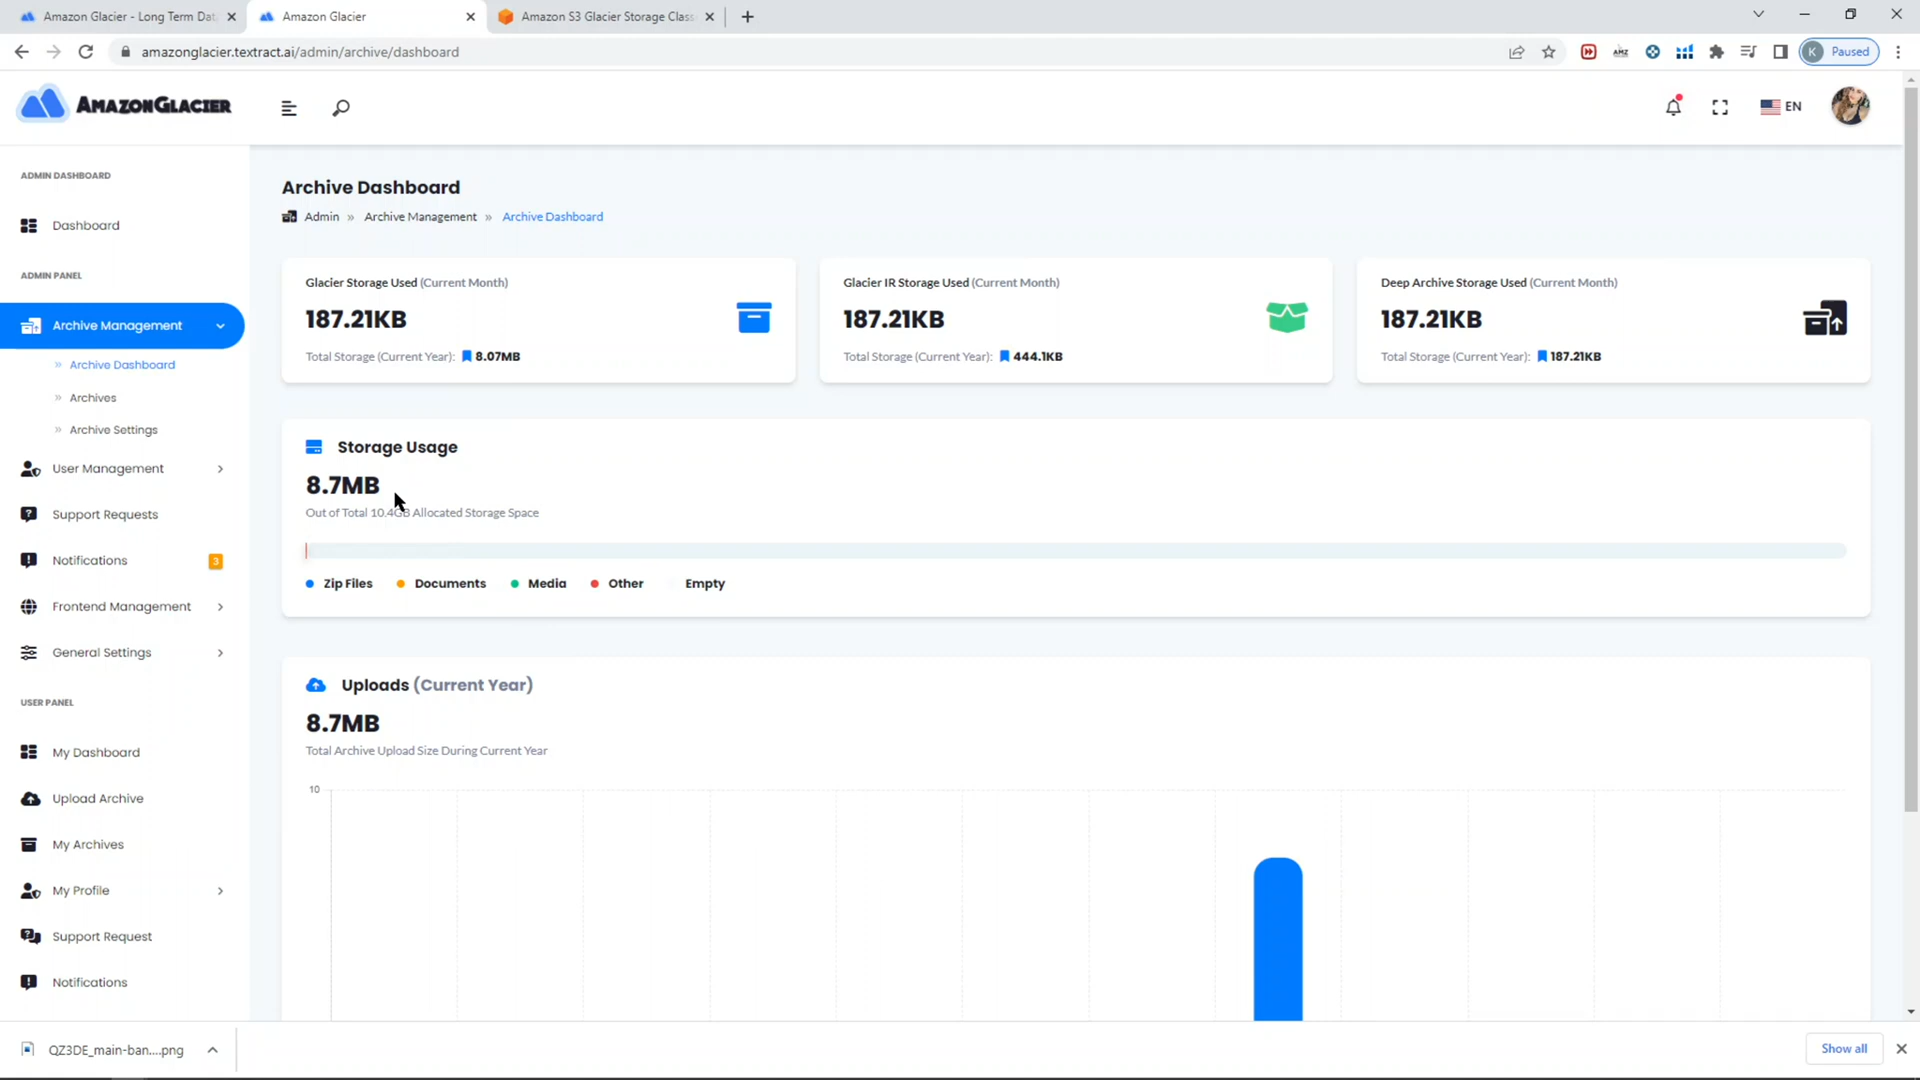 Amazon Glacier - Long Term Dat
Amazon Glacier
Amazon S3 Glacier Storage Class
amazonglacier.textract.ai/admin/archive/dashboard
AMZ
K Paused
AmazonGlacier
EN
ADMIN DASHBOARD
Dashboard
ADMIN PANEL
Archive Management
» Archive Dashboard
» Archives
» Archive Settings
User Management
Support Requests
Notifications 3
Frontend Management
General Settings
USER PANEL
My Dashboard
Upload Archive
My Archives
My Profile
Support Request
Notifications
Archive Dashboard
Admin » Archive Management » Archive Dashboard
Glacier Storage Used (Current Month)
187.21KB
Total Storage (Current Year): 8.07MB
Glacier IR Storage Used (Current Month)
187.21KB
Total Storage (Current Year): 444.1KB
Deep Archive Storage Used (Current Month)
187.21KB
Total Storage (Current Year): 187.21KB
Storage Usage
8.7MB
Out of Total 10.4GB Allocated Storage Space
Zip Files Documents Media Other Empty
Uploads (Current Year)
8.7MB
Total Archive Upload Size During Current Year
10
QZ3DE_main-ban....png
Show all